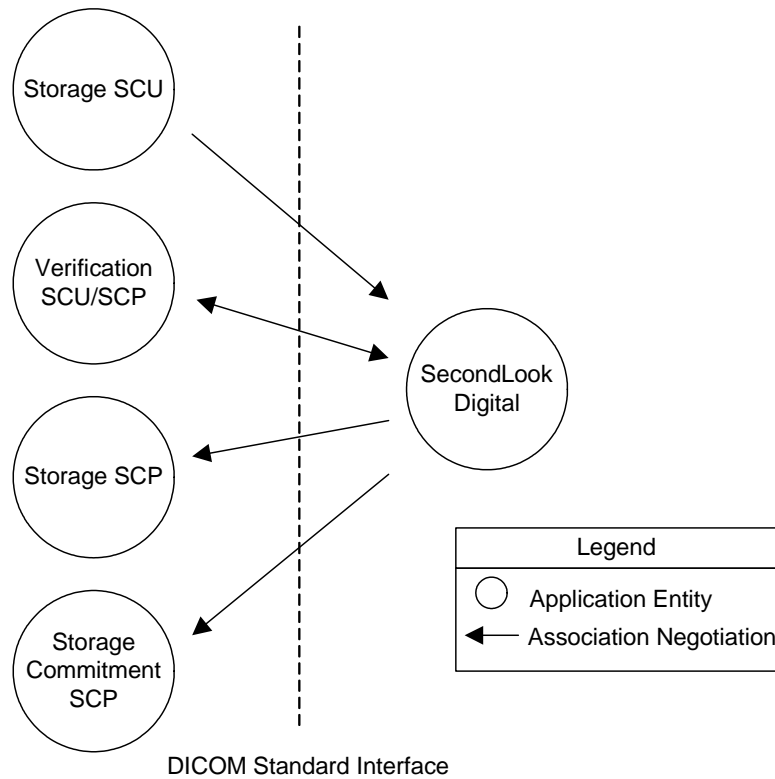 Storage SCU
Verification
SCU/SCP
SecondLook
Digital
Storage SCP
Storage
Commitment
SCP
Legend
Application Entity
Association Negotiation
DICOM Standard Interface